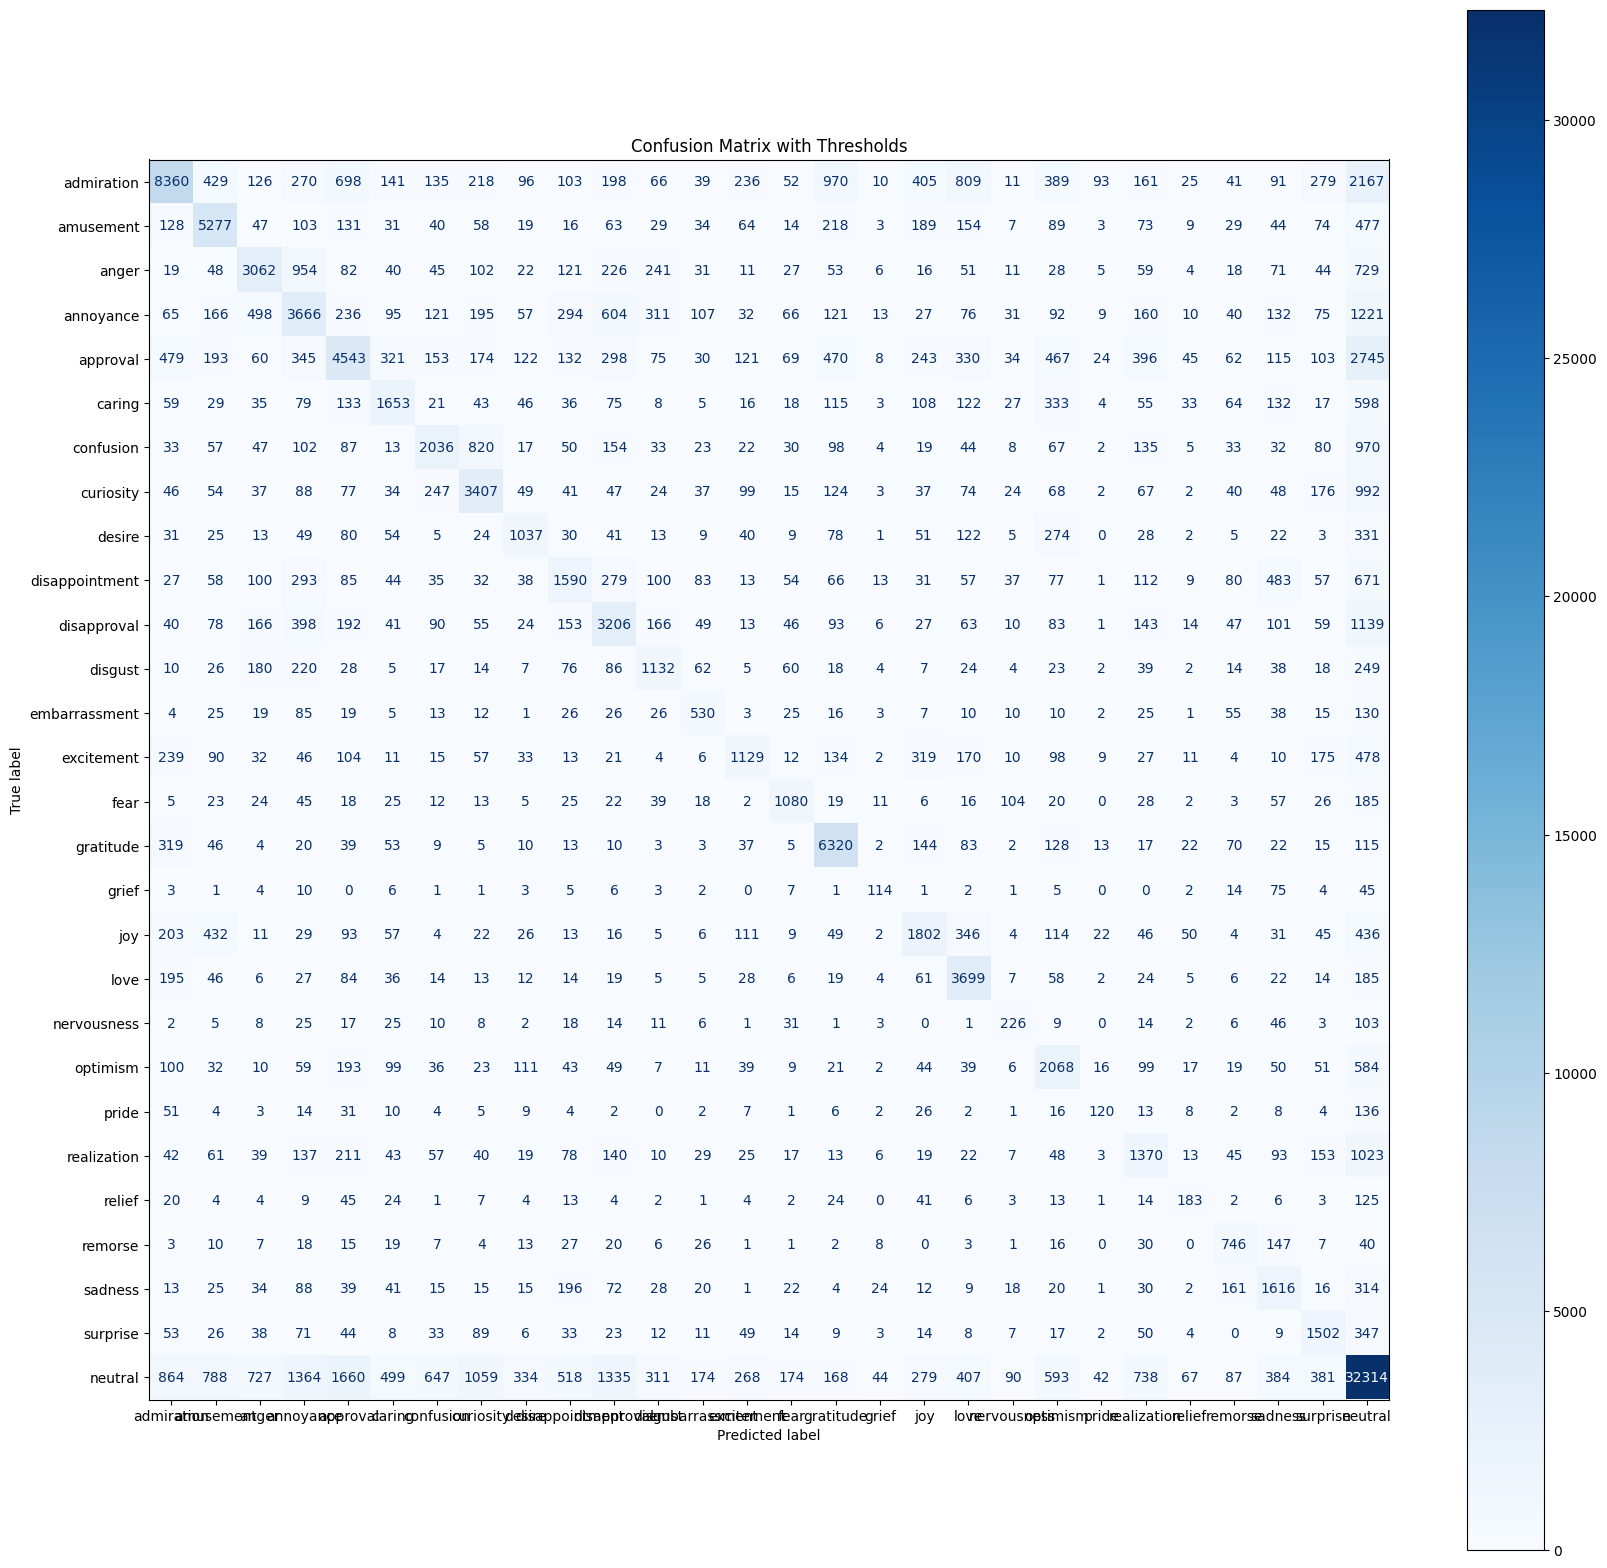 Confusion Matrix with Thresholds
admiration 8360 429 126 270 698 141 135 218 96 103 198 66 39 236 52 970 10 405 809 11 389 93 161 25 41 91 279 2167
amusement 128 5277 47 103 131 31 40 58 19 16 63 29 34 64 14 218 3 189 154 7 89 3 73 9 29 44 74 477
anger 19 48 3062 954 82 40 45 102 22 121 226 241 31 11 27 53 6 16 51 11 28 5 59 4 18 71 44 729
annoyance 65 166 498 3666 236 95 121 195 57 294 604 311 107 32 66 121 13 27 76 31 92 9 160 10 40 132 75 1221
approval 479 193 60 345 4543 321 153 174 122 132 298 75 30 121 69 470 8 243 330 34 467 24 396 45 62 115 103 2745
caring 59 29 35 79 133 1653 21 43 46 36 75 8 5 16 18 115 3 108 122 27 333 4 55 33 64 132 17 598
confusion 33 57 47 102 87 13 2036 820 17 50 154 33 23 22 30 98 4 19 44 8 67 2 135 5 33 32 80 970
curiosity 46 54 37 88 77 34 247 3407 49 41 47 24 37 99 15 124 3 37 74 24 68 2 67 2 40 48 176 992
desire 31 25 13 49 80 54 5 24 1037 30 41 13 9 40 9 78 1 51 122 5 274 0 28 2 5 22 3 331
disappointment 27 58 100 293 85 44 35 32 38 1590 279 100 83 13 54 66 13 31 57 37 77 1 112 9 80 483 57 671
disapproval 40 78 166 398 192 41 90 55 24 153 3206 166 49 13 46 93 6 27 63 10 83 1 143 14 47 101 59 1139
disgust 10 26 180 220 28 5 17 14 7 76 86 1132 62 5 60 18 4 7 24 4 23 2 39 2 14 38 18 249
embarrassment 4 25 19 85 19 5 13 12 1 26 26 26 530 3 25 16 3 7 10 10 10 2 25 1 55 38 15 130
excitement 239 90 32 46 104 11 15 57 33 13 21 4 6 1129 12 134 2 319 170 10 98 9 27 11 4 10 175 478
fear 5 23 24 45 18 25 12 13 5 25 22 39 18 2 1080 19 11 6 16 104 20 0 28 2 3 57 26 185
gratitude 319 46 4 20 39 53 9 5 10 13 10 3 3 37 5 6320 2 144 83 2 128 13 17 22 70 22 15 115
grief 3 1 4 10 0 6 1 1 3 5 6 3 2 0 7 1 114 1 2 1 5 0 0 2 14 75 4 45
joy 203 432 11 29 93 57 4 22 26 13 16 5 6 111 9 49 2 1802 346 4 114 22 46 50 4 31 45 436
love 195 46 6 27 84 36 14 13 12 14 19 5 5 28 6 19 4 61 3699 7 58 2 24 5 6 22 14 185
nervousness 2 5 8 25 17 25 10 8 2 18 14 11 6 1 31 1 3 0 1 226 9 0 14 2 6 46 3 103
optimism 100 32 10 59 193 99 36 23 111 43 49 7 11 39 9 21 2 44 39 6 2068 16 99 17 19 50 51 584
pride 51 4 3 14 31 10 4 5 9 4 2 0 2 7 1 6 2 26 2 1 16 120 13 8 2 8 4 136
realization 42 61 39 137 211 43 57 40 19 78 140 10 29 25 17 13 6 19 22 7 48 3 1370 13 45 93 153 1023
relief 20 4 4 9 45 24 1 7 4 13 4 2 1 4 2 24 0 41 6 3 13 1 14 183 2 6 3 125
remorse 3 10 7 18 15 19 7 4 13 27 20 6 26 1 1 2 8 0 3 1 16 0 30 0 746 147 7 40
sadness 13 25 34 88 39 41 15 15 15 196 72 28 20 1 22 4 24 12 9 18 20 1 30 2 161 1616 16 314
surprise 53 26 38 71 44 8 33 89 6 33 23 12 11 49 14 9 3 14 8 7 17 2 50 4 0 9 1502 347
neutral 864 788 727 1364 1660 499 647 1059 334 518 1335 311 174 268 174 168 44 279 407 90 593 42 738 67 87 384 381 32314
admiration amusement anger annoyance approval caring confusion curiosity desire disappointment disapproval disgust embarrassment excitement fear gratitude grief joy love nervousness optimism pride realization relief remorse sadness surprise neutral
Predicted label
True label
30000
25000
20000
15000
10000
5000
0